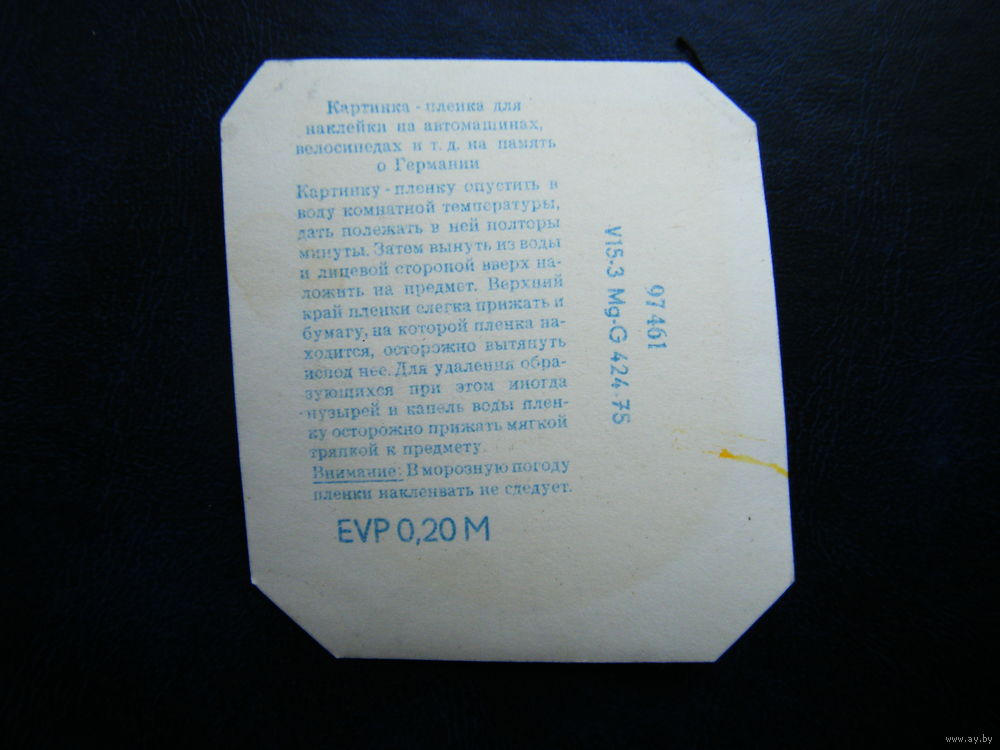 Картинка - пленка для
наклейки на автомашинах,
велосипедах и т. д. на память
о Германии
Картинку - пленку опустить в
воду комнатной температуры,
дать полежать в ней полторы
минуты. Затем вынуть из воды
и лицевой стороной вверх на-
ложить на предмет. Верхний
край пленки слегка прижать и
бумагу, на которой пленка на-
ходится, осторожно вытянуть
испод нее. Для удаления обра-
зующихся при этом иногда
пузырей и капель воды плен-
ку осторожно прижать мягкой
тряпкой к предмету.
Внимание: В морозную погоду
пленки наклеивать не следует.
EVP 0,20 M
V15-3 Mg-G 424-75
97461
www.ay.by